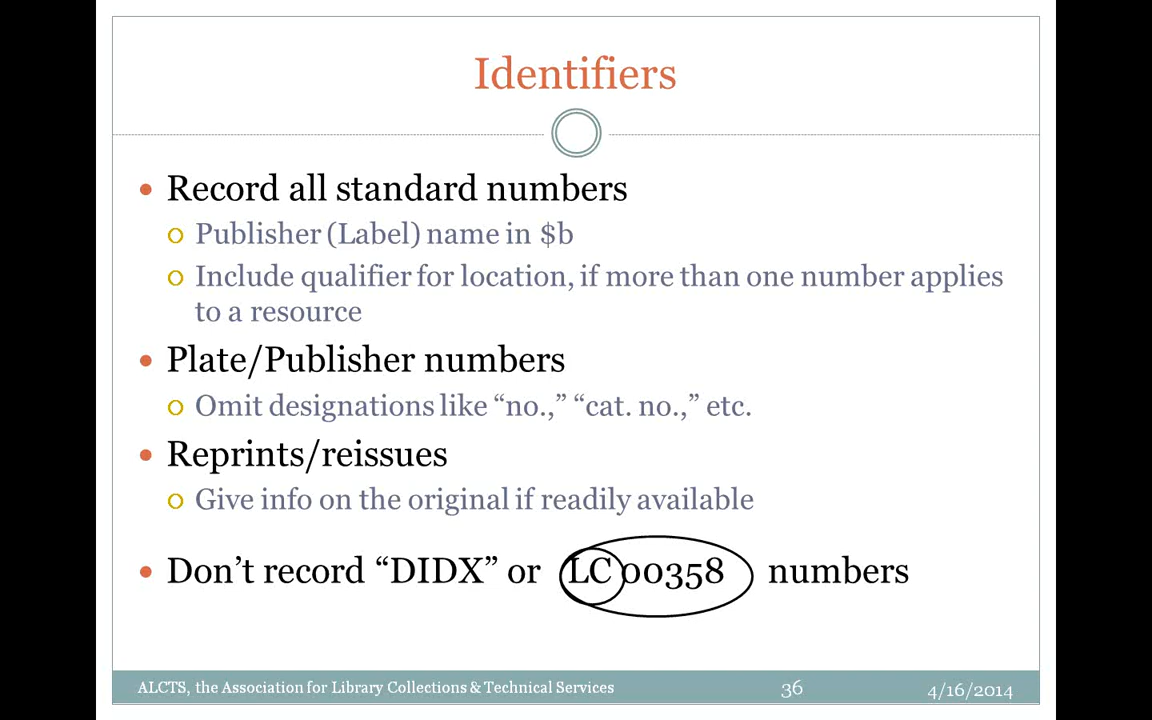 Identifiers
Record all standard numbers
Publisher (Label) name in $b
Include qualifier for location, if more than one number applies
to a resource
Plate/Publisher numbers
Omit designations like “no.,” “cat. no.,” etc.
Reprints/reissues
Give info on the original if readily available
Don’t record “DIDX” or LC 00358 numbers
ALCTS, the Association for Library Collections & Technical Services 36 4/16/2014